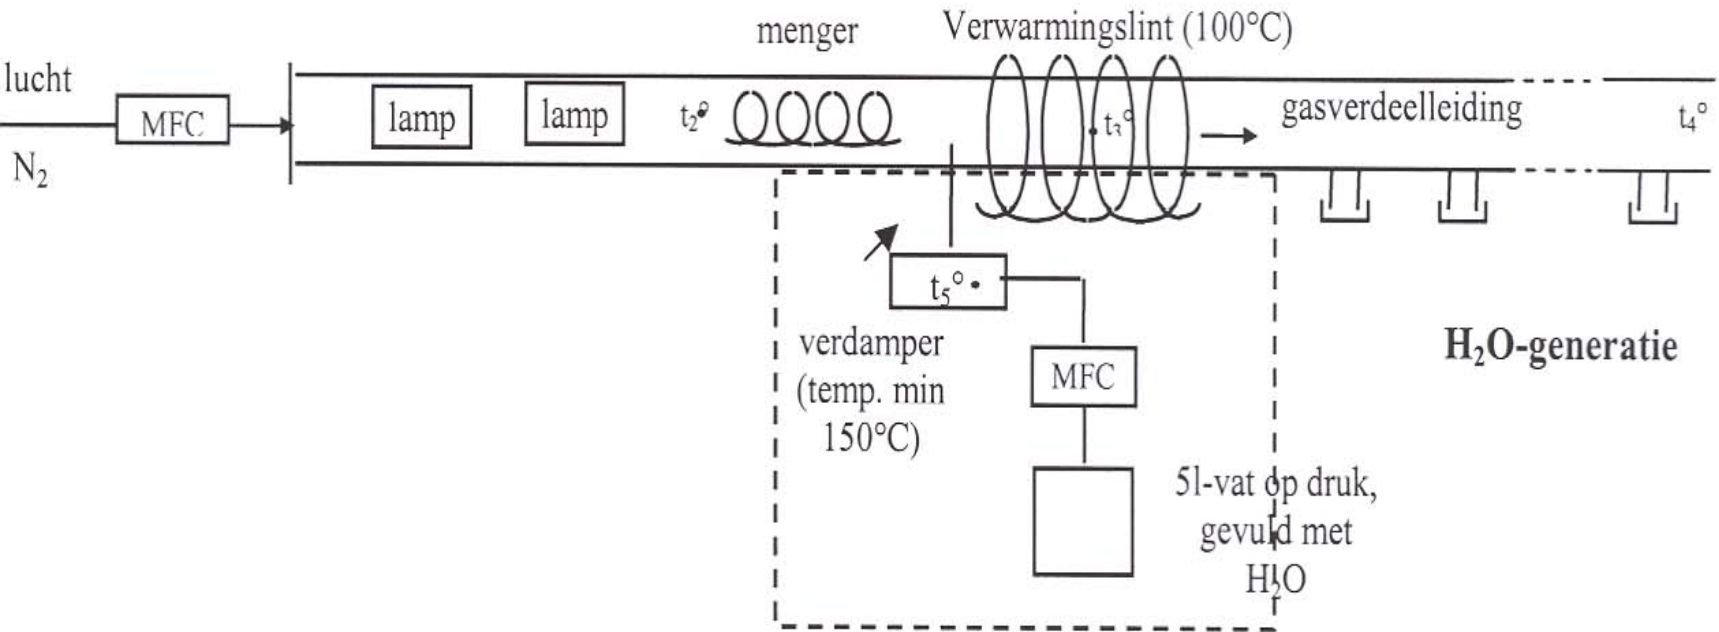 menger
Verwarmingslint (100°C)
lucht
MFC
N₂
lamp
lamp
t₂°
t₃°
gasverdeelleiding
t₄°
t₅°
verdamper
(temp. min
150°C)
MFC
H₂O-generatie
5l-vat op druk,
gevuld met
H₂O